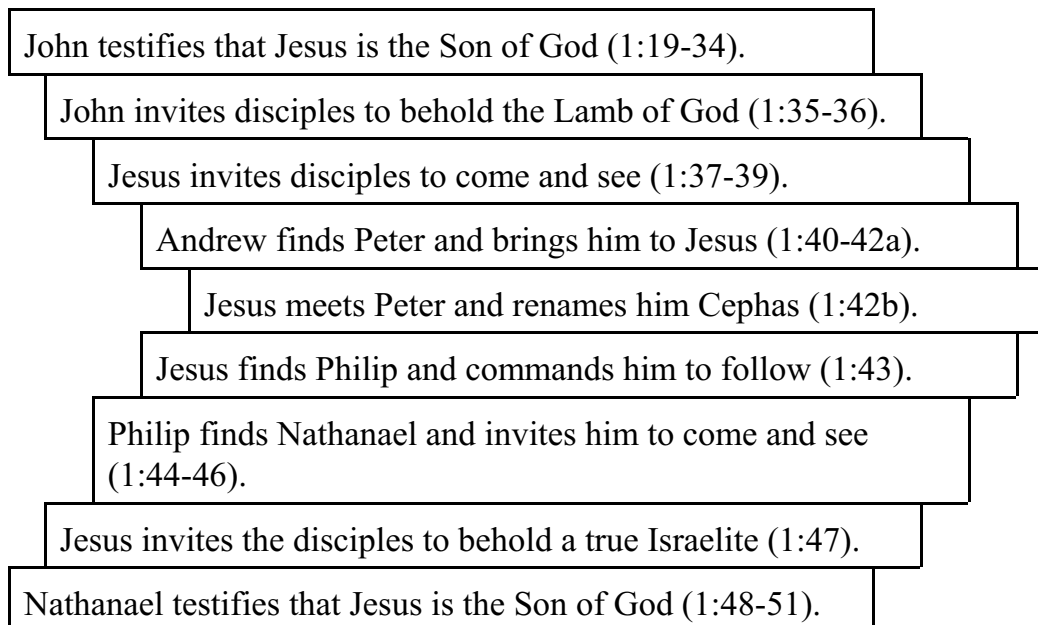 John testifies that Jesus is the Son of God (1:19-34).
John invites disciples to behold the Lamb of God (1:35-36).
Jesus invites disciples to come and see (1:37-39).
Andrew finds Peter and brings him to Jesus (1:40-42a).
Jesus meets Peter and renames him Cephas (1:42b).
Jesus finds Philip and commands him to follow (1:43).
Philip finds Nathanael and invites him to come and see
(1:44-46).
Jesus invites the disciples to behold a true Israelite (1:47).
Nathanael testifies that Jesus is the Son of God (1:48-51).